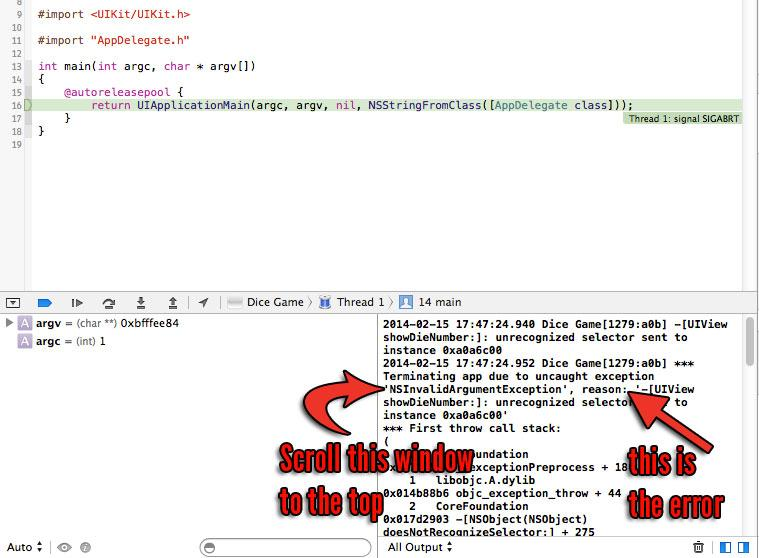 8
9 #import <UIKit/UIKit.h>
10
11 #import "AppDelegate.h"
12
13 int main(int argc, char * argv[])
14 {
15 @autoreleasepool {
16 return UIApplicationMain(argc, argv, nil, NSStringFromClass([AppDelegate class]));
Thread 1: signal SIGABRT
17 }
18 }
19
Dice Game
Thread 1
14 main
A argv = (char **) 0xbfffee84
A argc = (int) 1
2014-02-15 17:47:24.940 Dice Game[1279:a0b] -[UIView
showDieNumber:]: unrecognized selector sent to
instance 0xa0a6c00
2014-02-15 17:47:24.952 Dice Game[1279:a0b] ***
Terminating app due to uncaught exception
'NSInvalidArgumentException', reason: '-[UIView
showDieNumber:]: unrecognized selector to
instance 0xa0a6c00'
*** First throw call stack:
(
oundation
exceptionPreprocess + 18
1 libobjc.A.dylib
0x014b88b6 objc_exception_throw + 44
2 CoreFoundation
0x017d2903 -[NSObject(NSObject)
doesNotRecognizeSelector:] + 275
Scroll this window
to the top
this is
the error
Auto
All Output